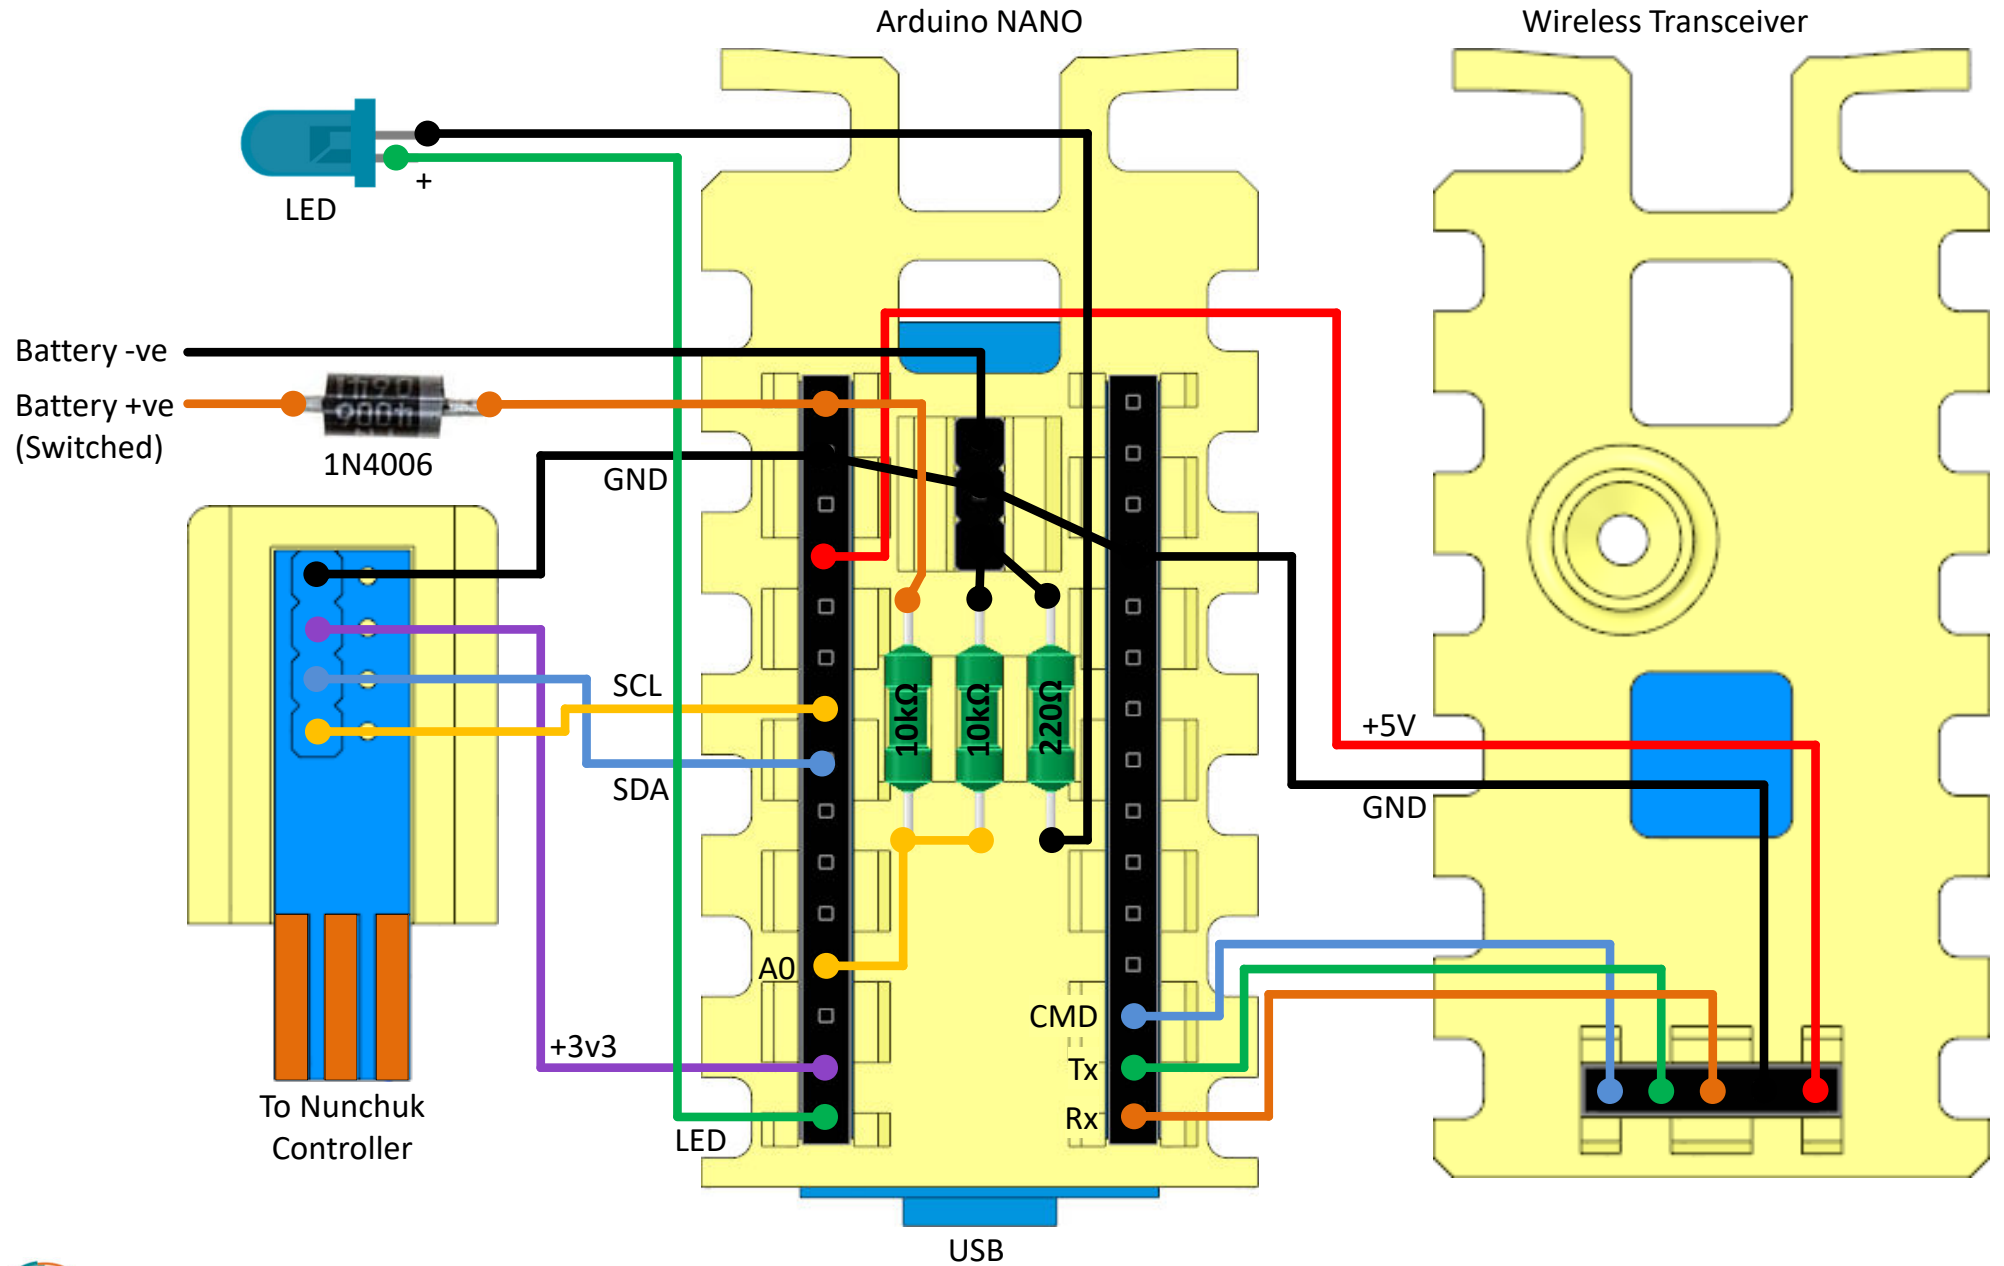 Arduino NANO
Wireless Transceiver
+
LED
Battery -ve
Battery +ve
(Switched)
1N4006
GND
SCL
SDA
10kΩ
10kΩ
220Ω
+5V
GND
A0
CMD
+3v3
Tx
Rx
LED
To Nunchuk
Controller
USB